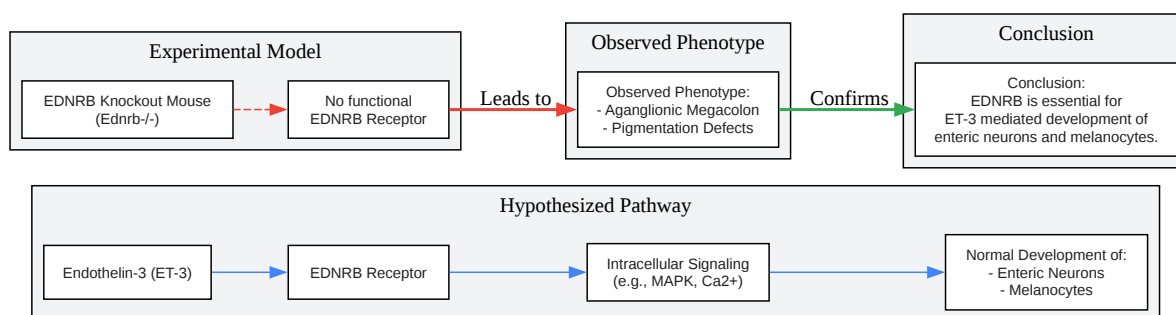 Experimental Model
EDNRB Knockout Mouse
(Ednrb-/-)
No functional
EDNRB Receptor
Leads to
Observed Phenotype
Observed Phenotype:
- Aganglionic Megacolon
- Pigmentation Defects
Confirms
Conclusion
Conclusion:
EDNRB is essential for
ET-3 mediated development of
enteric neurons and melanocytes.
Hypothesized Pathway
Endothelin-3 (ET-3)
EDNRB Receptor
Intracellular Signaling
(e.g., MAPK, Ca2+)
Normal Development of:
- Enteric Neurons
- Melanocytes